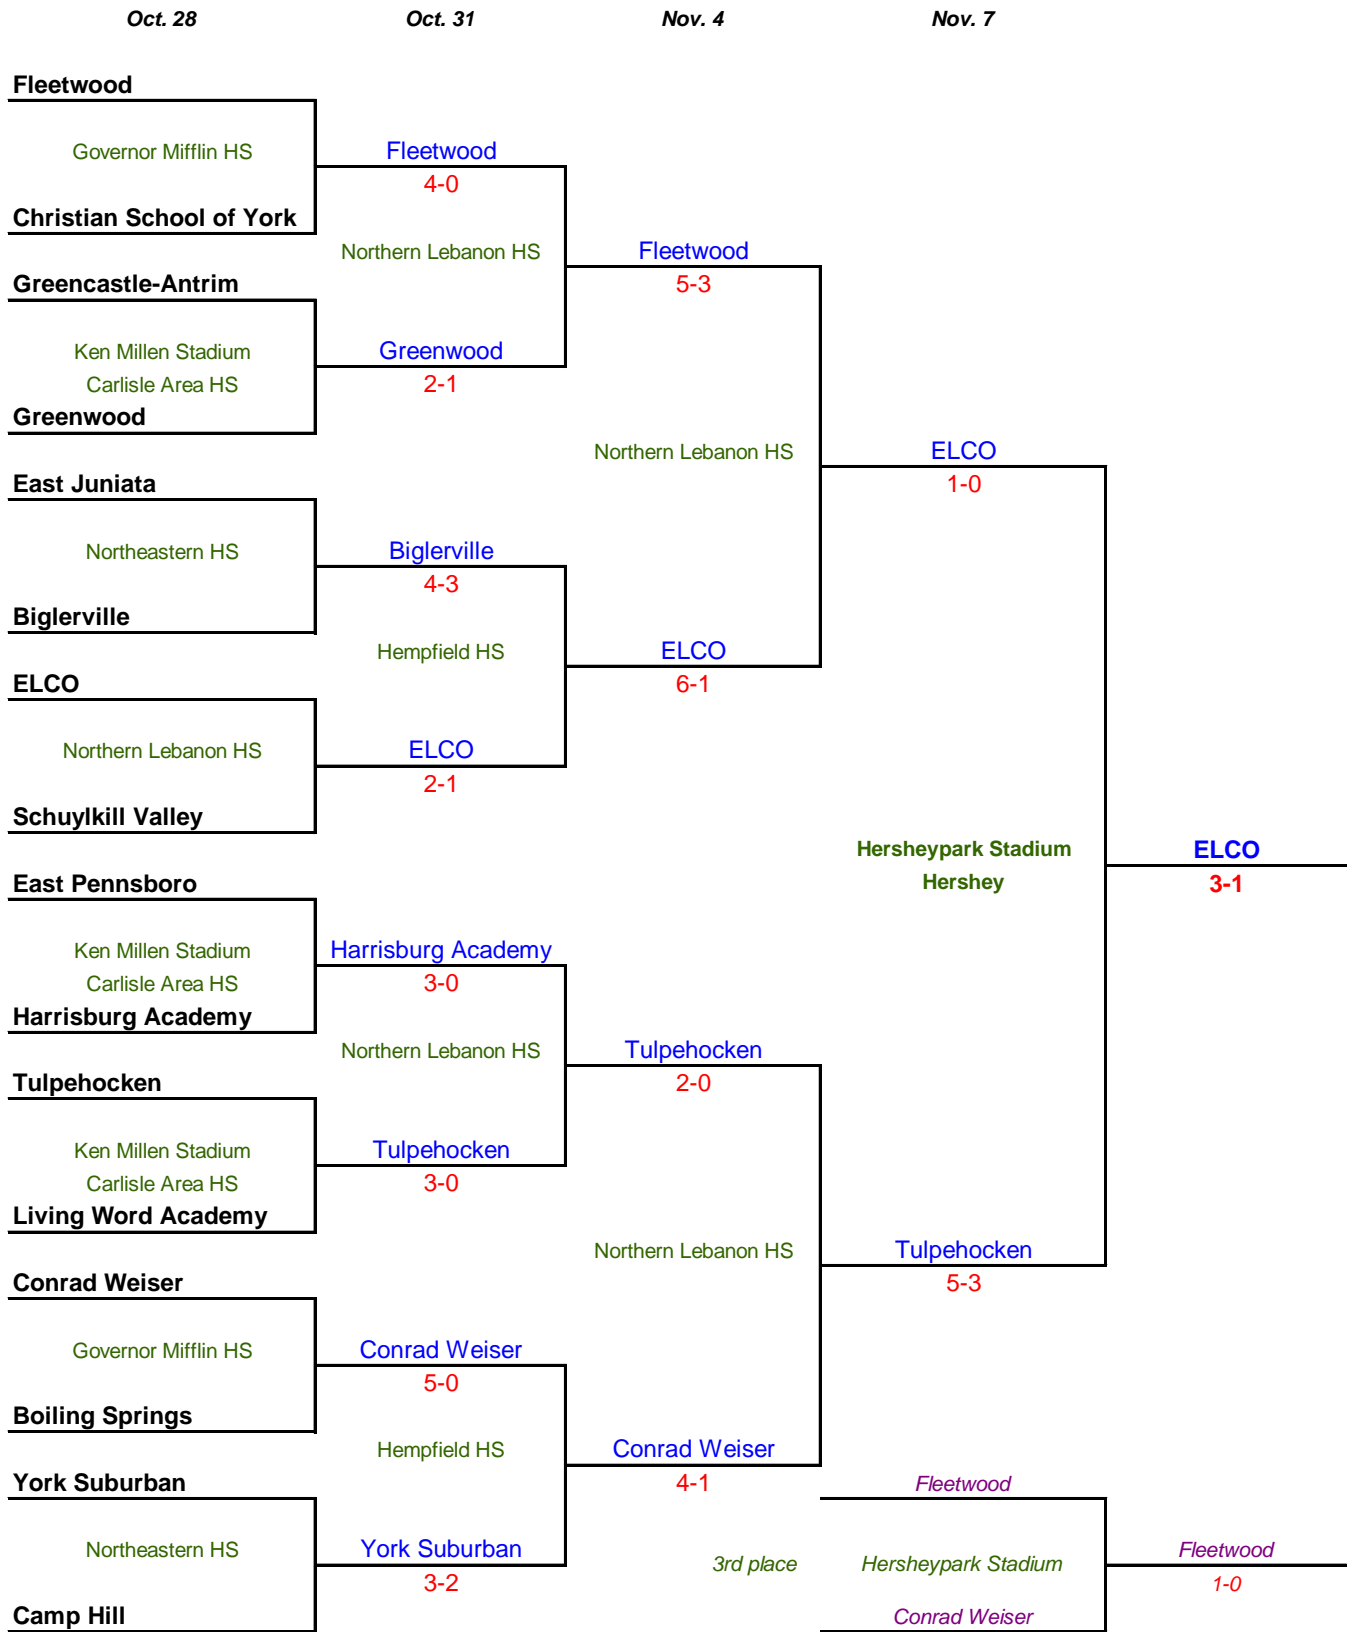 Oct. 28 Oct. 31 Nov. 4 Nov. 7
Fleetwood
Governor Mifflin HS
Fleetwood
4-0
Christian School of York
Northern Lebanon HS
Fleetwood
5-3
Greencastle-Antrim
Ken Millen Stadium
Carlisle Area HS
Greenwood
2-1
Greenwood
Northern Lebanon HS
ELCO
1-0
East Juniata
Northeastern HS
Biglerville
4-3
Biglerville
Hempfield HS
ELCO
6-1
ELCO
Northern Lebanon HS
ELCO
2-1
Schuylkill Valley
Hersheypark Stadium
Hershey
ELCO
3-1
East Pennsboro
Ken Millen Stadium
Carlisle Area HS
Harrisburg Academy
3-0
Harrisburg Academy
Northern Lebanon HS
Tulpehocken
2-0
Tulpehocken
Ken Millen Stadium
Carlisle Area HS
Tulpehocken
3-0
Living Word Academy
Northern Lebanon HS
Tulpehocken
5-3
Conrad Weiser
Governor Mifflin HS
Conrad Weiser
5-0
Boiling Springs
Hempfield HS
Conrad Weiser
4-1
York Suburban
Northeastern HS
York Suburban
3-2
Camp Hill
Fleetwood
3rd place Hersheypark Stadium
Fleetwood
1-0
Conrad Weiser